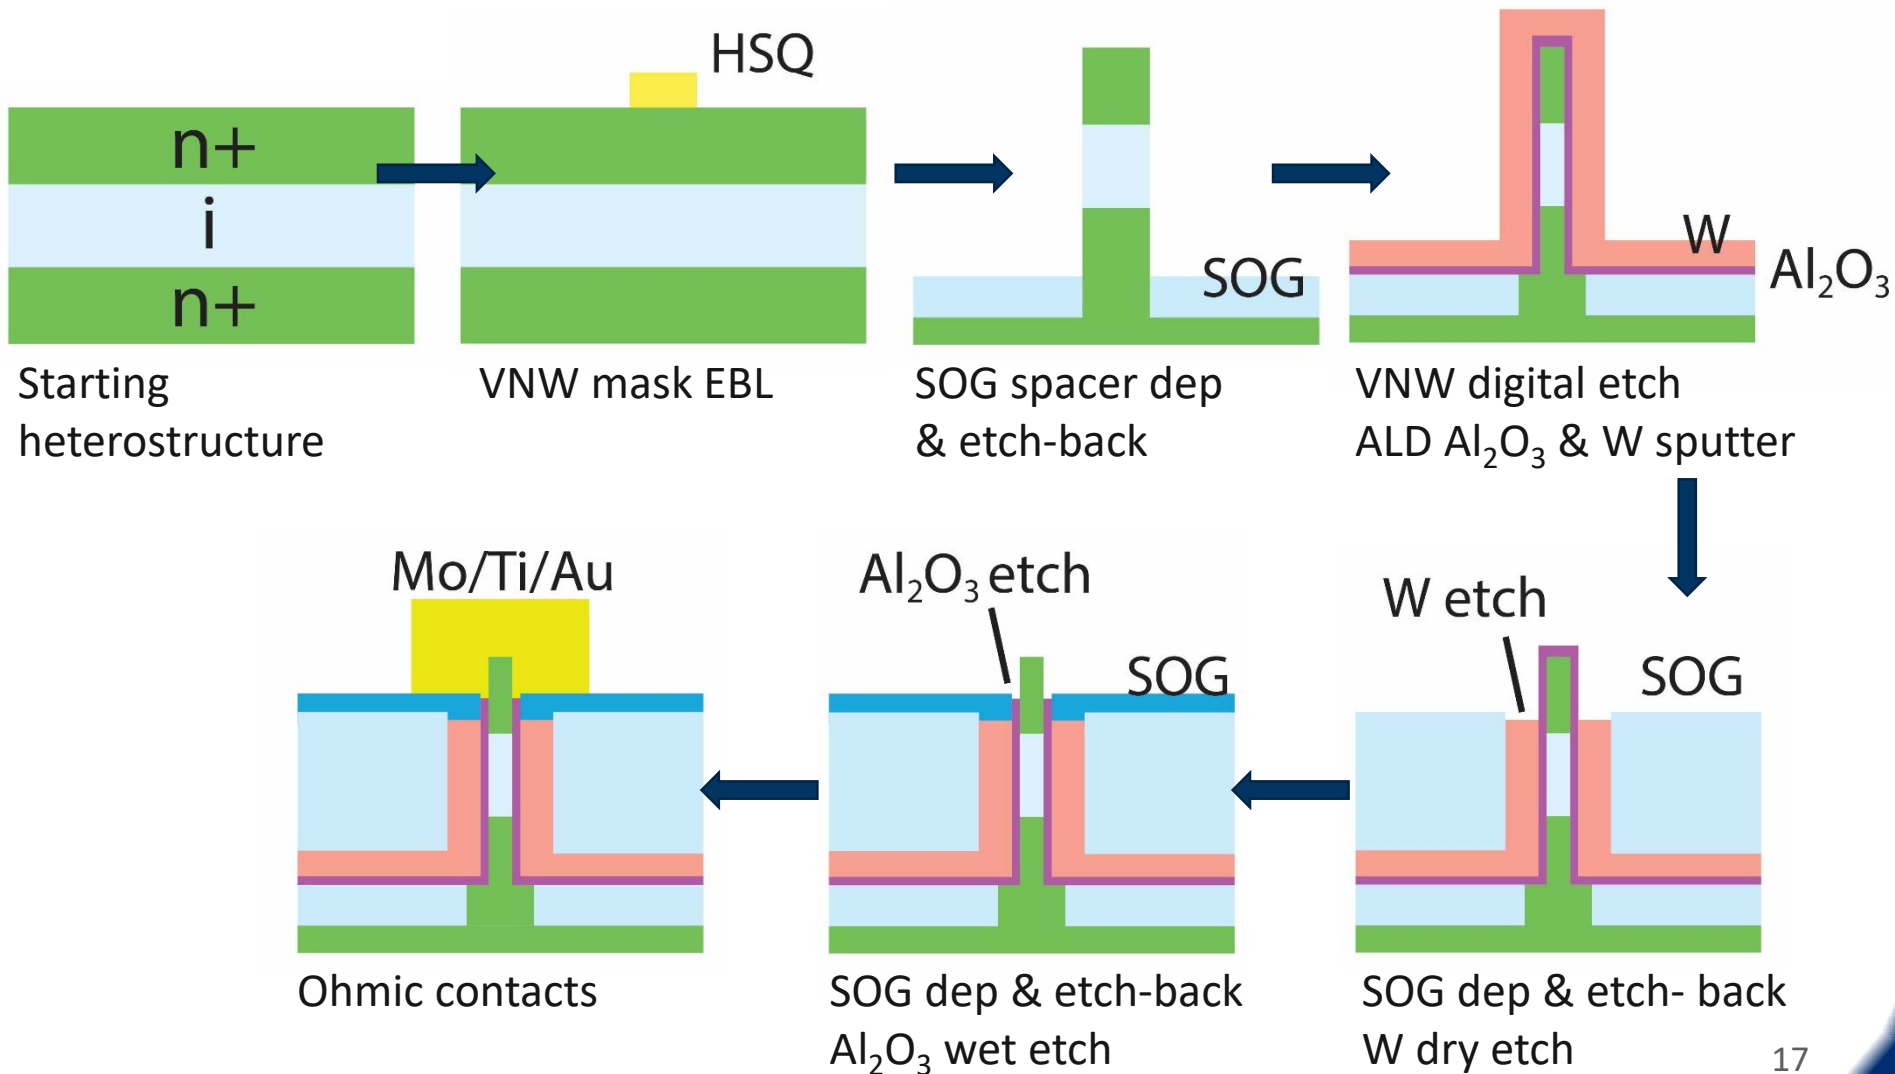 HSQ
n+
i
n+
Starting
heterostructure
VNW mask EBL
SOG
SOG spacer dep
& etch-back
W
Al₂O₃
VNW digital etch
ALD Al₂O₃ & W sputter
W etch
SOG
SOG dep & etch- back
W dry etch
Al₂O₃ etch
SOG
SOG dep & etch-back
Al₂O₃ wet etch
Mo/Ti/Au
Ohmic contacts
17